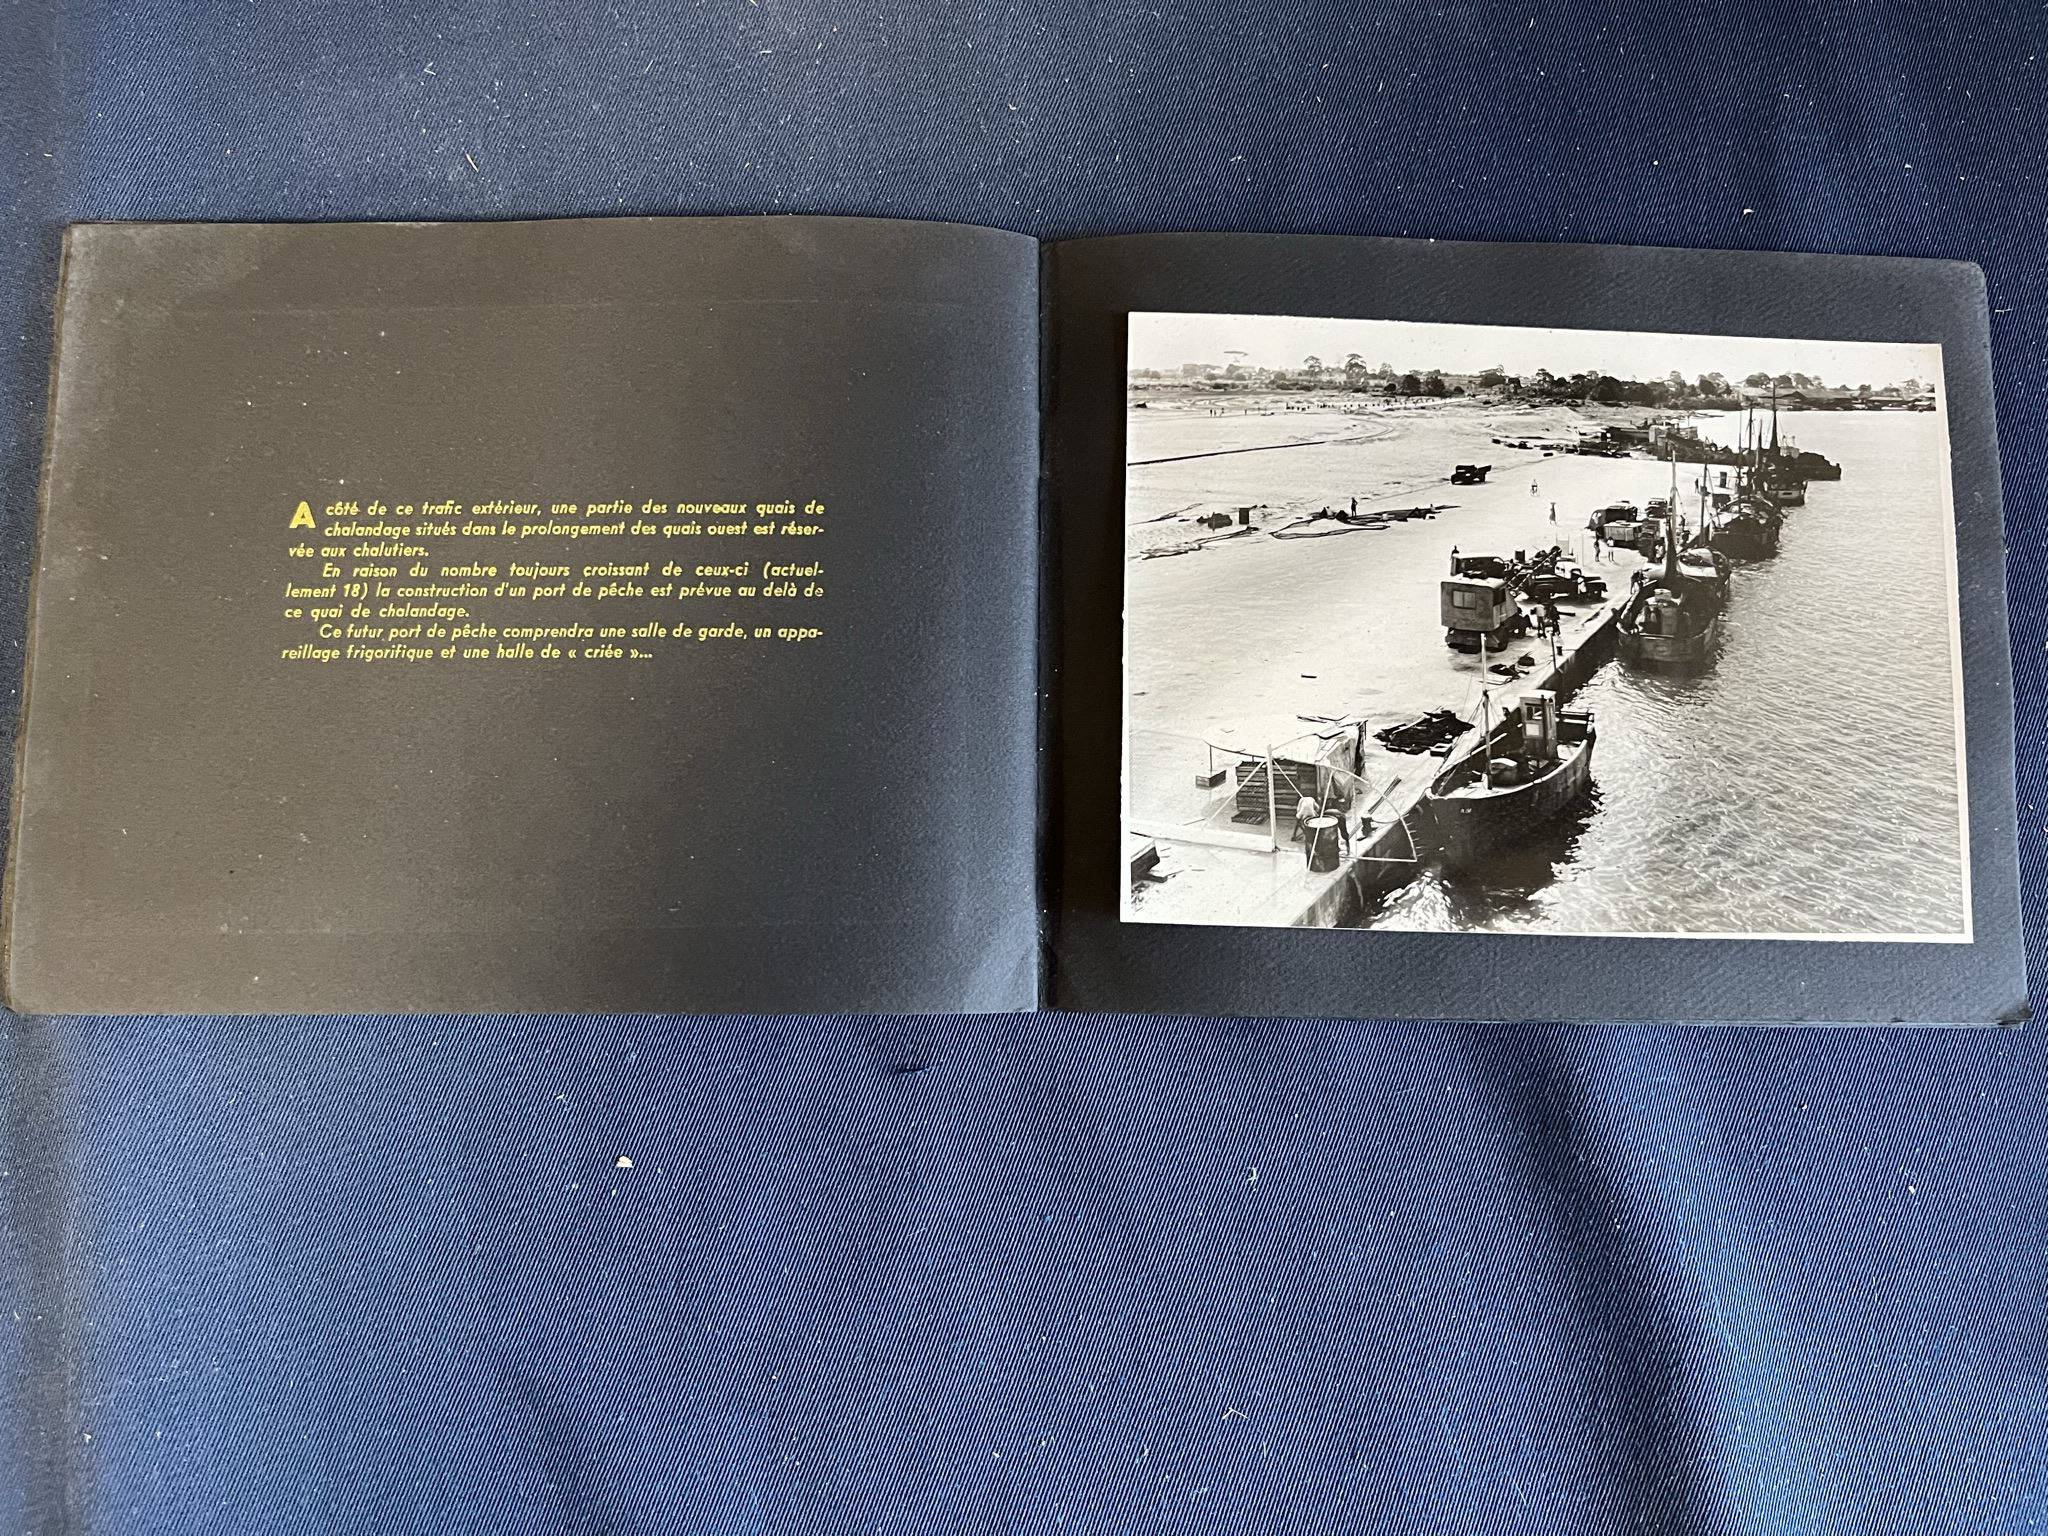 A côté de ce trafic extérieur, une partie des nouveaux quais de
chalandage situés dans le prolongement des quais ouest est réser-
vée aux chalutiers.
En raison du nombre toujours croissant de ceux-ci (actuel-
lement 18) la construction d'un port de pêche est prévue au delà de
ce quai de chalandage.
Ce futur port de pêche comprendra une salle de garde, un appa-
reillage frigorifique et une halle de « criée »...